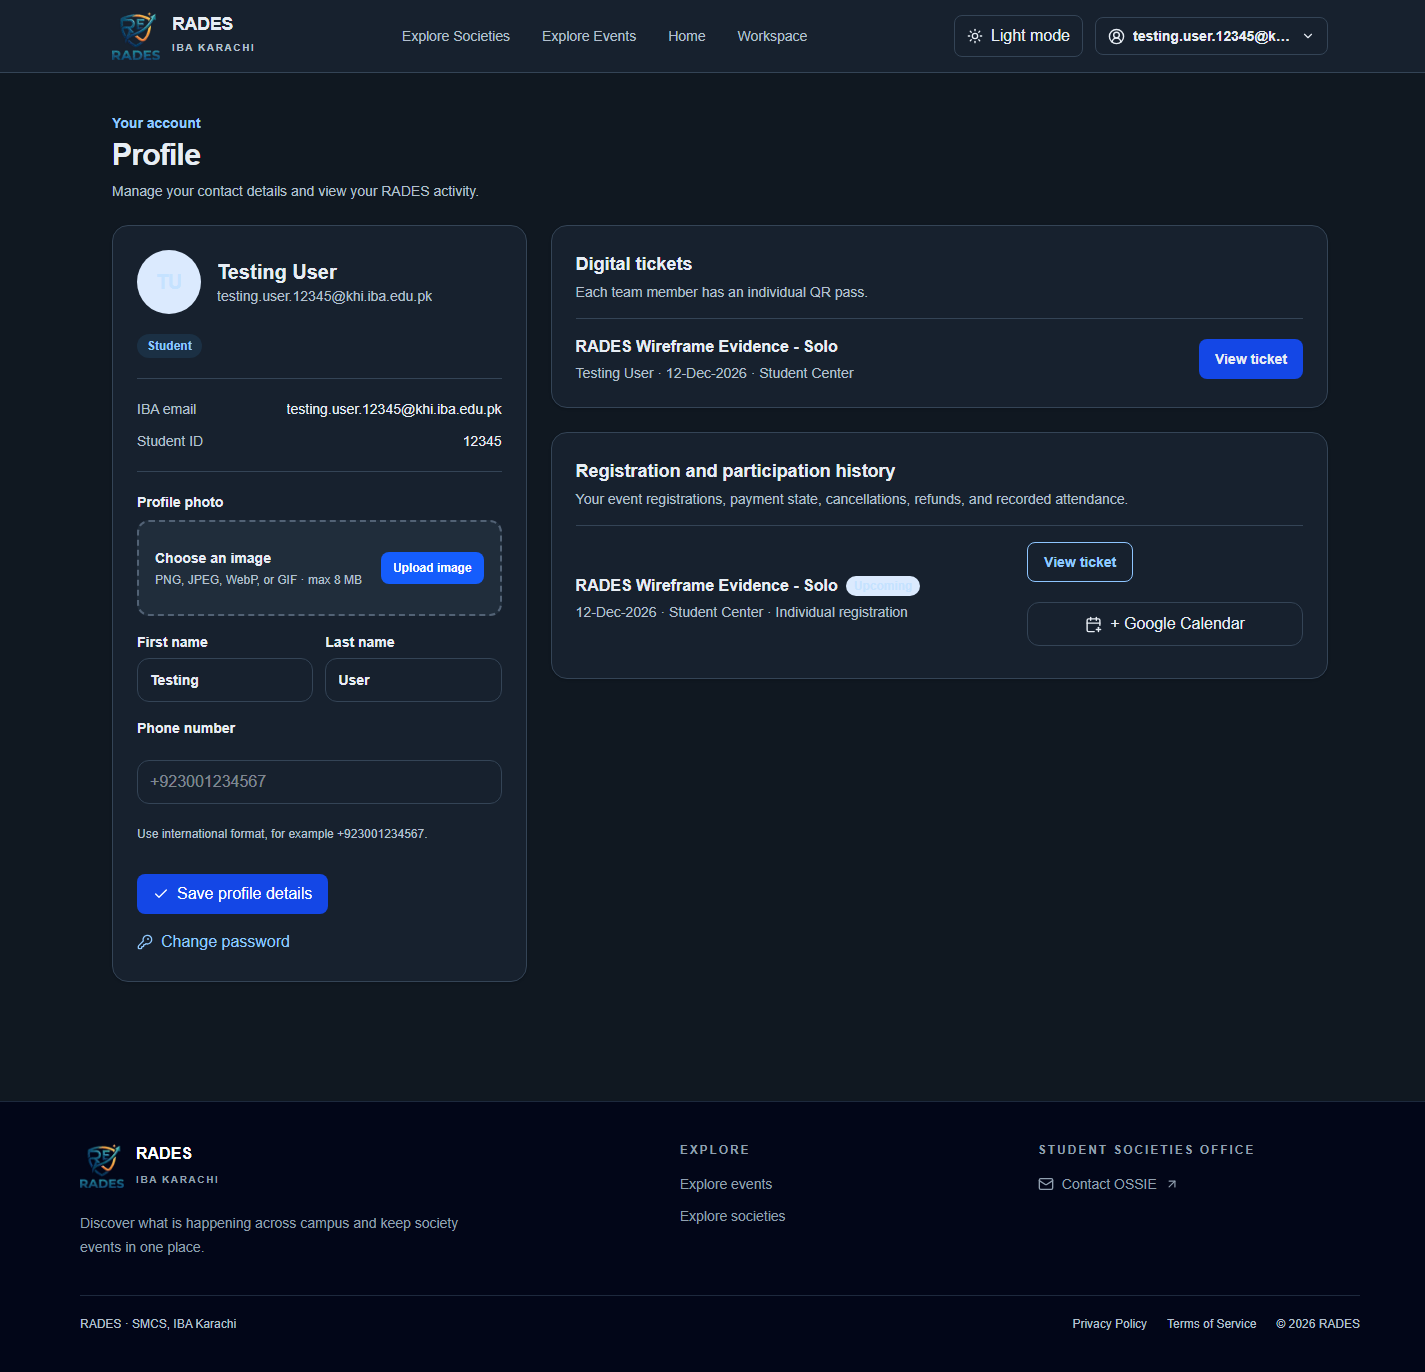 RADES
IBA KARACHI
RADES
Explore Societies
Explore Events
Home
Workspace
Light mode
testing.user.12345@k...
Your account
Profile
Manage your contact details and view your RADES activity.
TU
Testing User
testing.user.12345@khi.iba.edu.pk
Student
IBA email
testing.user.12345@khi.iba.edu.pk
Student ID
12345
Profile photo
Choose an image
PNG, JPEG, WebP, or GIF · max 8 MB
Upload image
First name
Last name
Testing
User
Phone number
+923001234567
Use international format, for example +923001234567.
Save profile details
Change password
Digital tickets
Each team member has an individual QR pass.
RADES Wireframe Evidence - Solo
Testing User · 12-Dec-2026 · Student Center
View ticket
Registration and participation history
Your event registrations, payment state, cancellations, refunds, and recorded attendance.
RADES Wireframe Evidence - Solo
Upcoming
12-Dec-2026 · Student Center · Individual registration
View ticket
+ Google Calendar
RADES
IBA KARACHI
RADES
Discover what is happening across campus and keep society
events in one place.
EXPLORE
Explore events
Explore societies
STUDENT SOCIETIES OFFICE
Contact OSSIE
RADES · SMCS, IBA Karachi
Privacy Policy
Terms of Service
© 2026 RADES